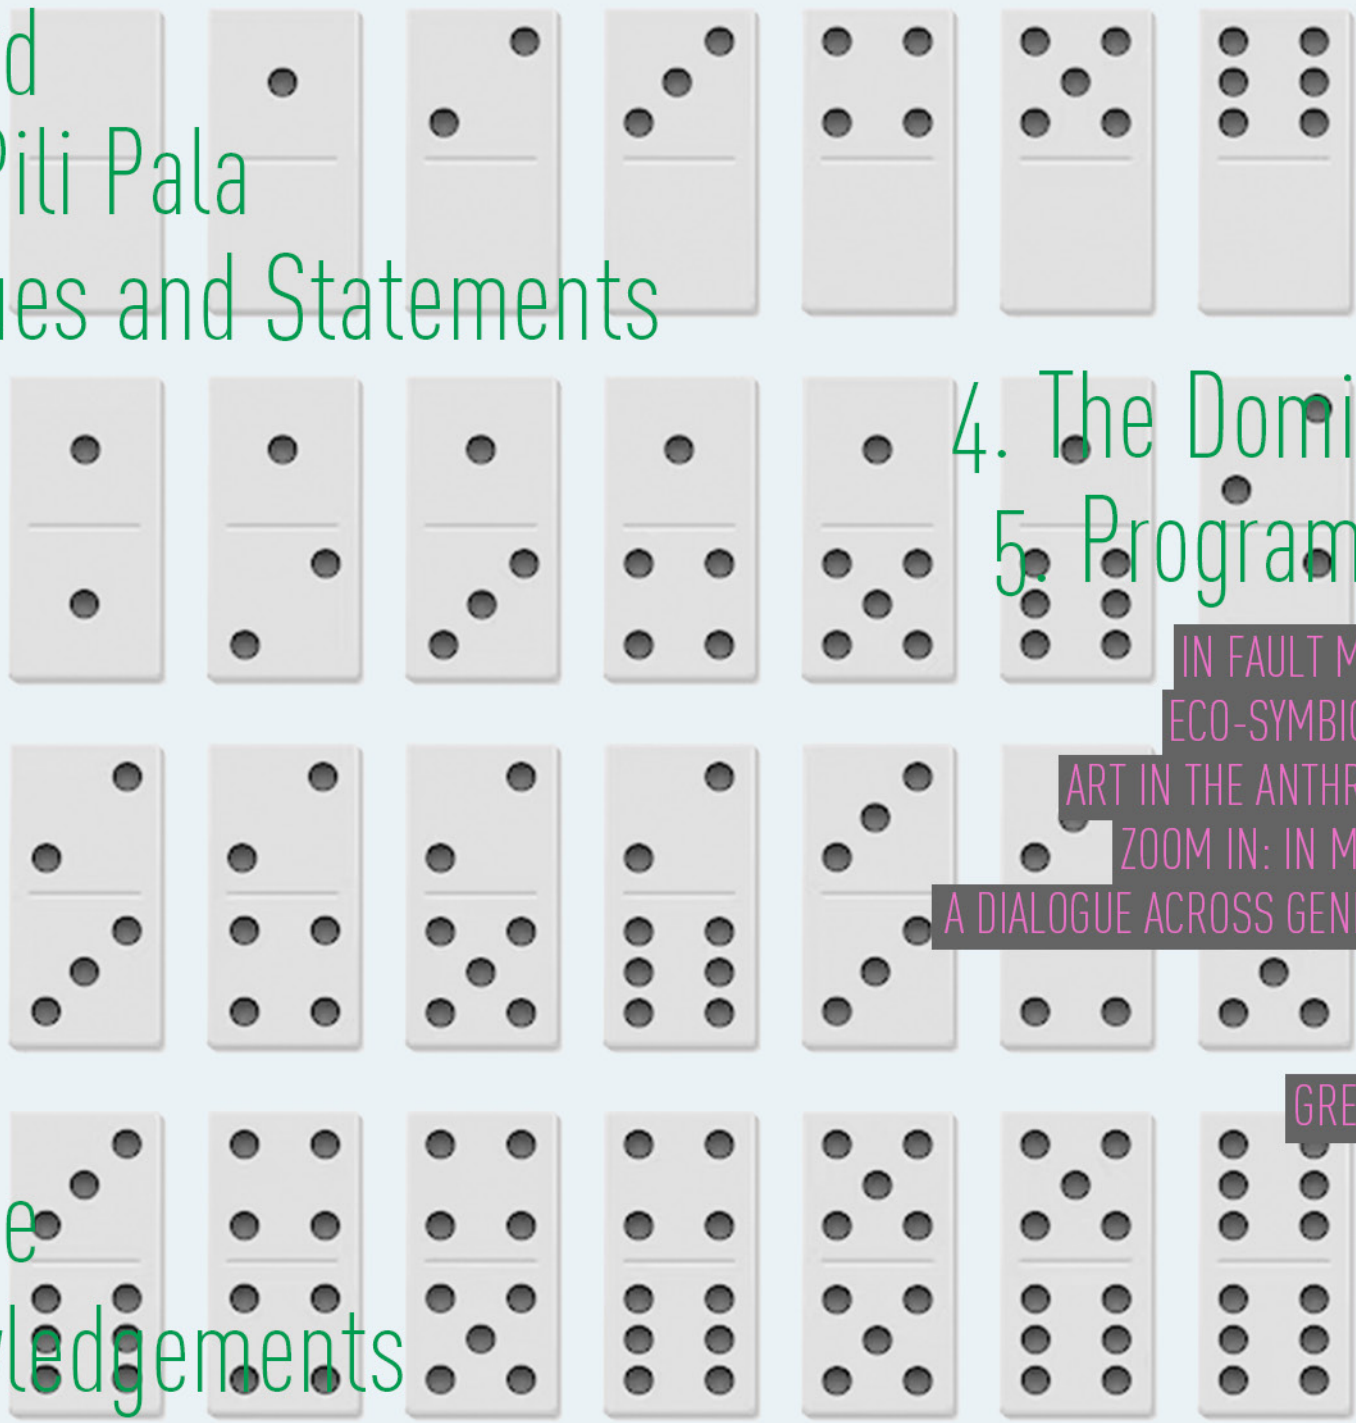 d
Pili Pala
ues and Statements
4. The Domi
5. Program
IN FAULT M
ECO-SYMBIO
ART IN THE ANTHR
ZOOM IN: IN M
A DIALOGUE ACROSS GEN
GRE
e
ledgements